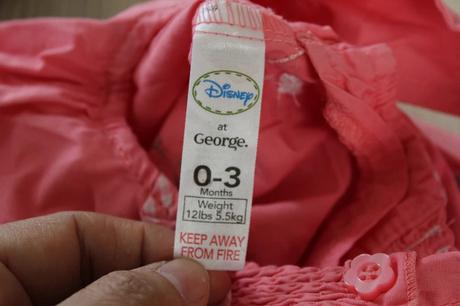 Disney
at
George.
0-3
Months
Weight
12lbs 5.5kg
KEEP AWAY
FROM FIRE